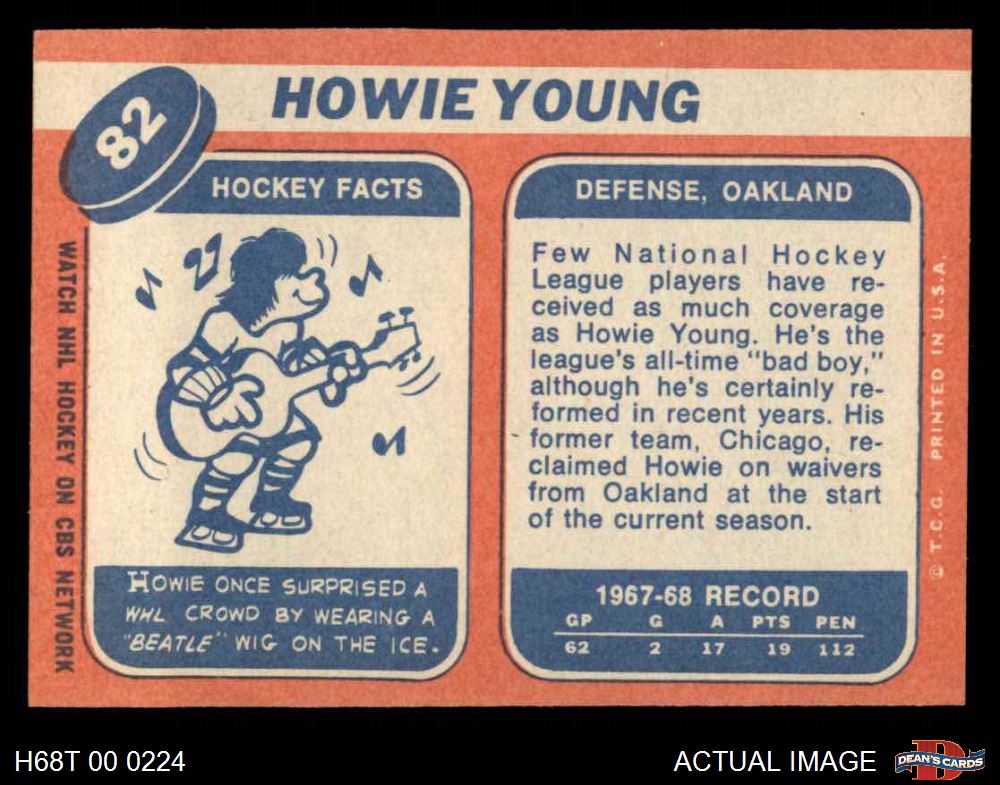 82
HOWIE YOUNG
HOCKEY FACTS
HOWIE ONCE SURPRISED A
WHL CROWD BY WEARING A
"BEATLE" WIG ON THE ICE.
WATCH NHL HOCKEY ON CBS NETWORK
DEFENSE, OAKLAND
Few National Hockey
League players have re-
ceived as much coverage
as Howie Young. He's the
league's all-time "bad boy,"
although he's certainly re-
formed in recent years. His
former team, Chicago, re-
claimed Howie on waivers
from Oakland at the start
of the current season.
1967-68 RECORD
GP G A PTS PEN
62 2 17 19 112
© T.C.G. PRINTED IN U.S.A.
H68T 00 0224
ACTUAL IMAGE
D
DEAN'S CARDS